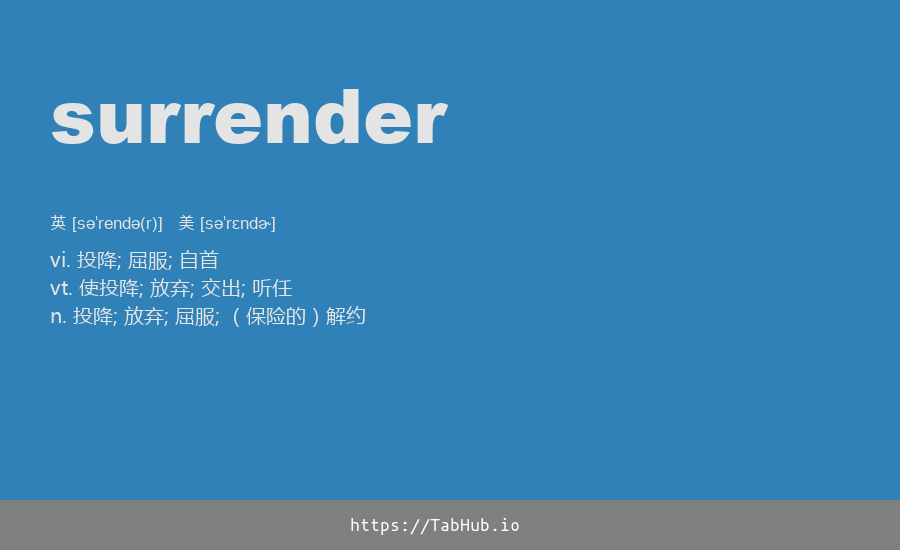 surrender
英 [sə'rendə(r)] 美 [sə'rɛndɚ]
vi. 投降; 屈服; 自首
vt. 使投降; 放弃; 交出; 听任
n. 投降; 放弃; 屈服; （保险的）解约
https://TabHub.io